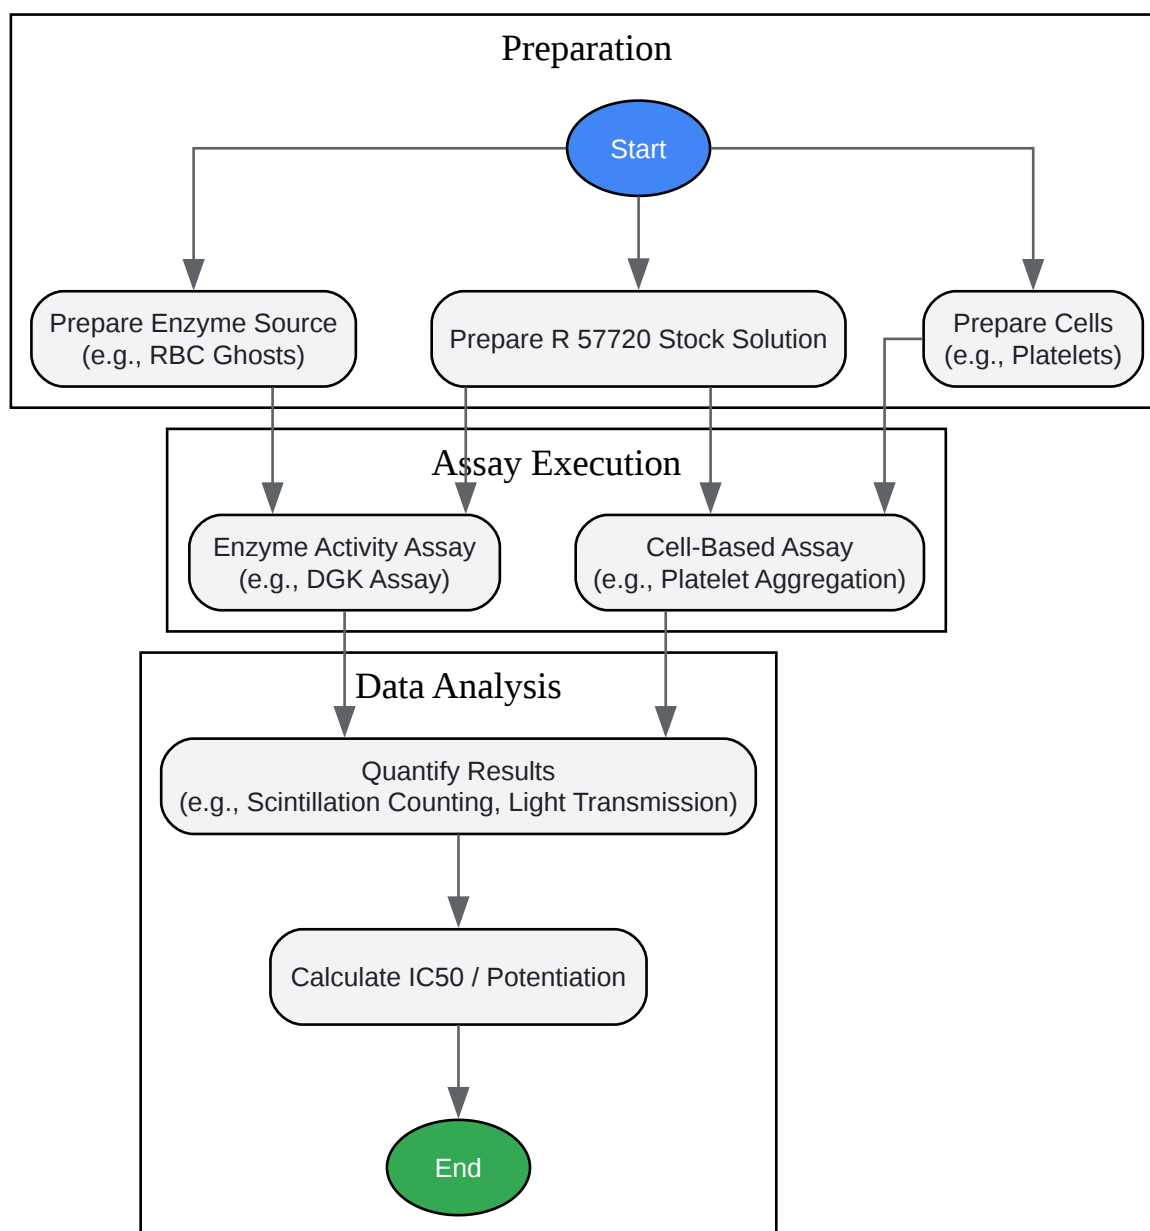 Preparation
Start
Prepare Enzyme Source
(e.g., RBC Ghosts)
Prepare R 57720 Stock Solution
Prepare Cells
(e.g., Platelets)
Assay Execution
Enzyme Activity Assay
(e.g., DGK Assay)
Cell-Based Assay
(e.g., Platelet Aggregation)
Data Analysis
Quantify Results
(e.g., Scintillation Counting, Light Transmission)
Calculate IC50 / Potentiation
End